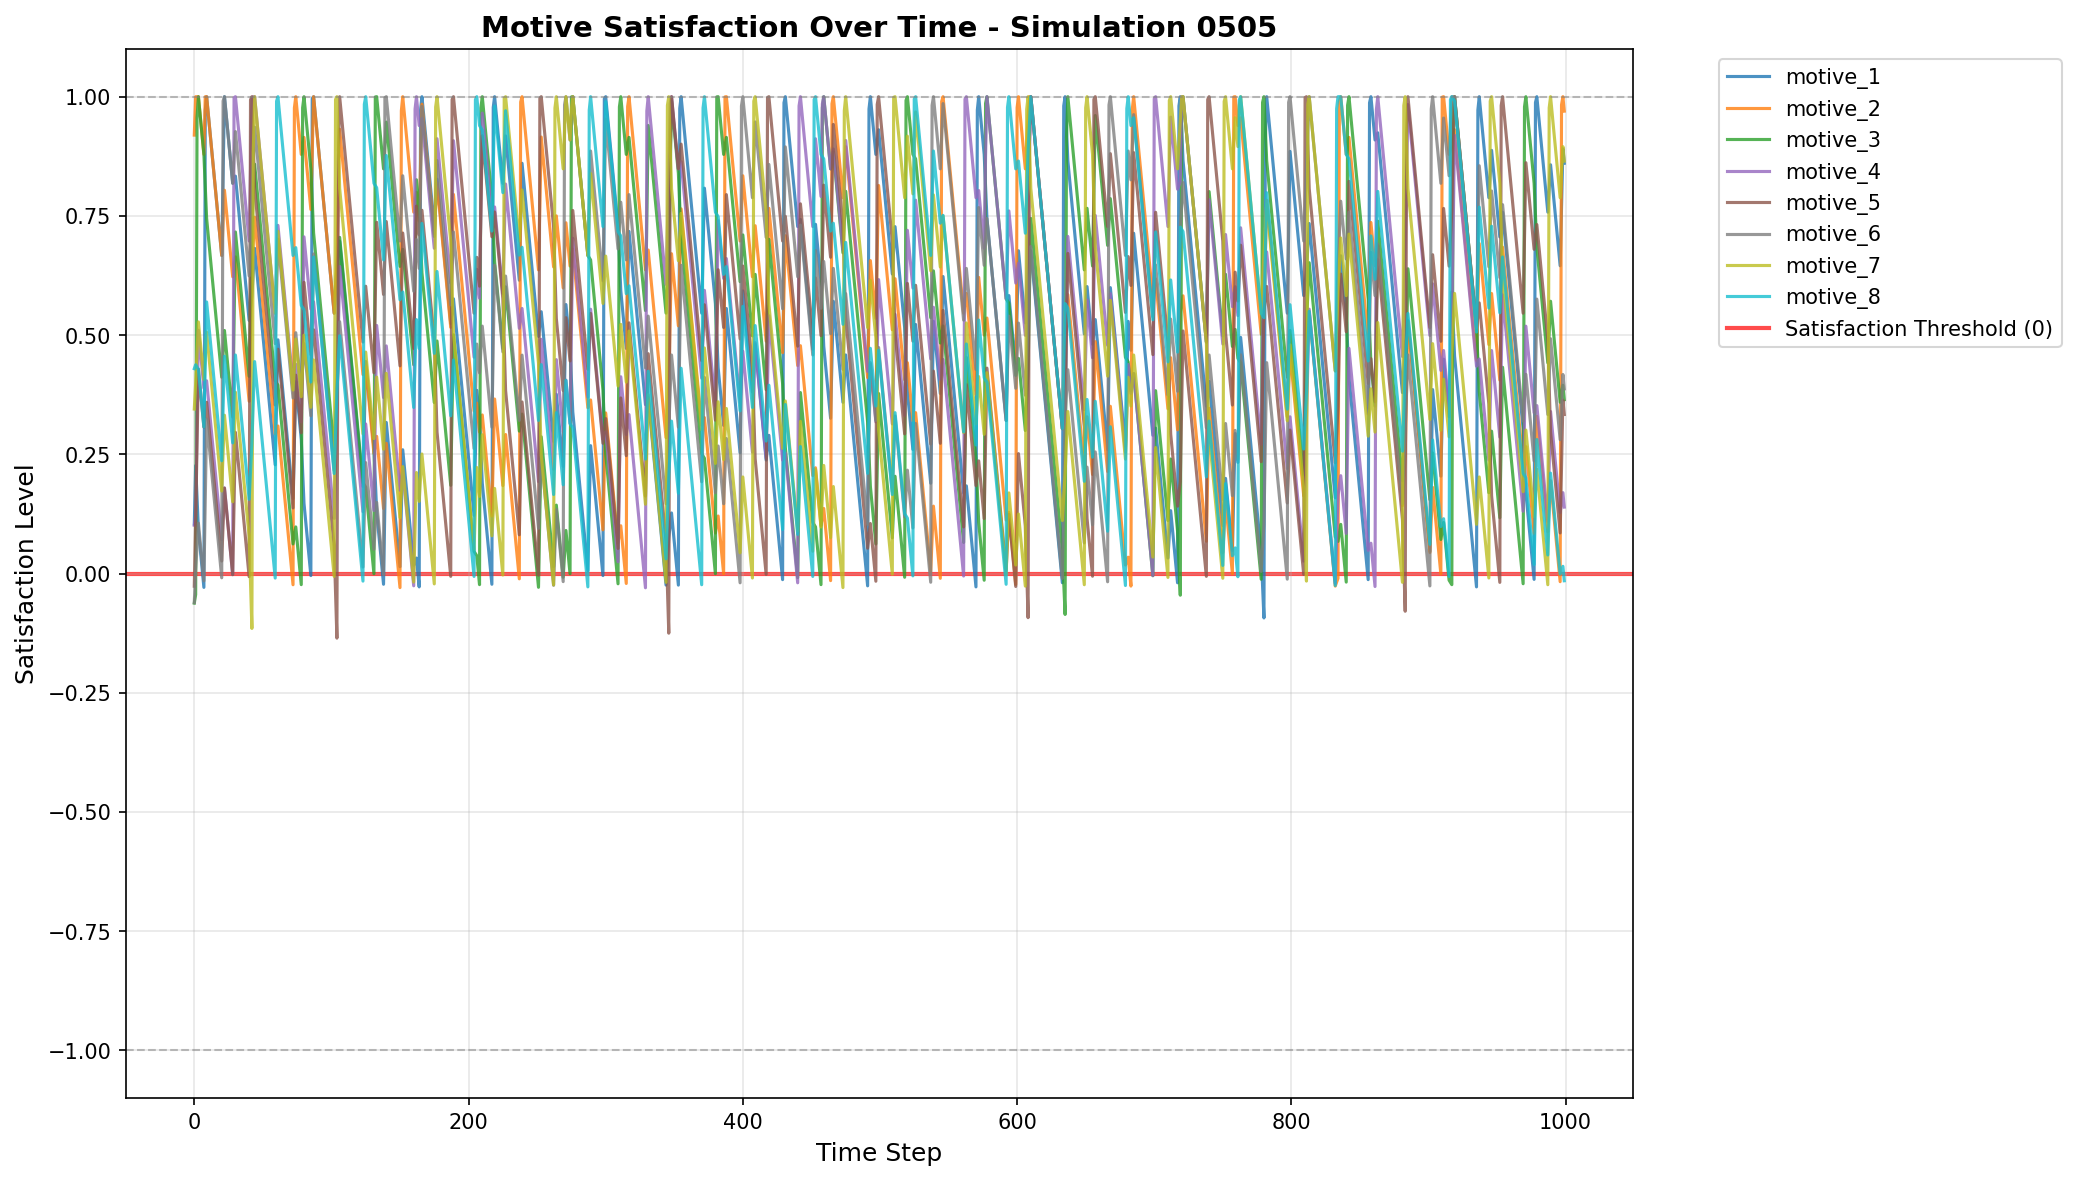 Motive Satisfaction Over Time - Simulation 0505
Satisfaction Level
1.00
0.75
0.50
0.25
0.00
−0.25
−0.50
−0.75
−1.00
0
200
400
600
800
1000
Time Step
motive_1
motive_2
motive_3
motive_4
motive_5
motive_6
motive_7
motive_8
Satisfaction Threshold (0)